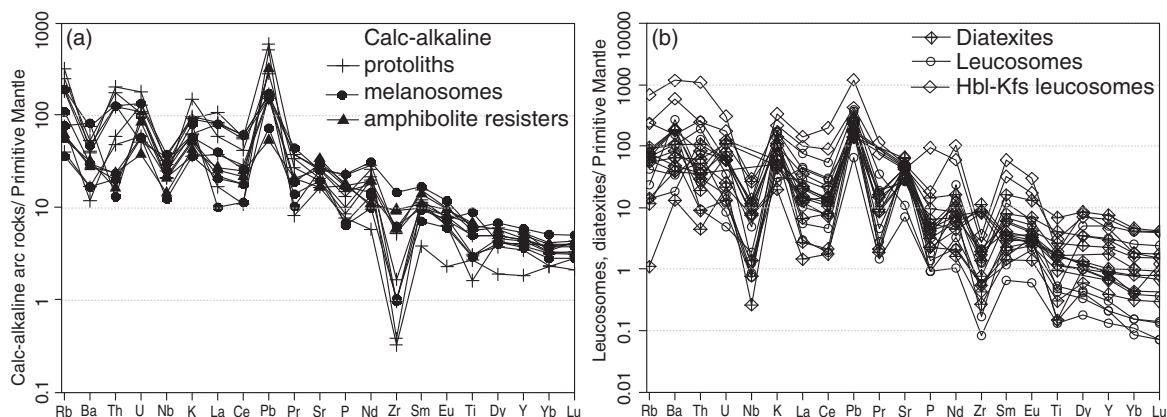 (a)
Calc-alkaline
protoliths
melanosomes
amphibolite resisters
Calc-alkaline arc rocks/ Primitive Mantle
1000
100
10
1
0.1
Rb Ba Th U Nb K La Ce Pb Pr Sr P Nd Zr Sm Eu Ti Dy Y Yb Lu
(b)
Diatexites
Leucosomes
Hbl-Kfs leucosomes
Leucosomes, diatexites/ Primitive Mantle
10000
1000
100
10
1
0.1
0.01
Rb Ba Th U Nb K La Ce Pb Pr Sr P Nd Zr Sm Eu Ti Dy Y Yb Lu